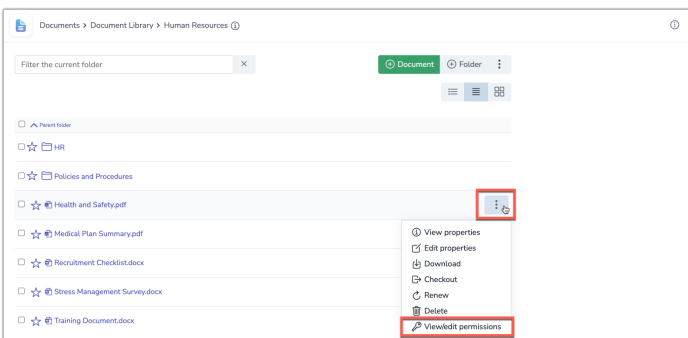 Documents > Document Library > Human Resources
Filter the current folder
Document Folder
Parent folder
HR
Policies and Procedures
Health and Safety.pdf
Medical Plan Summary.pdf
View properties
Edit properties
Recruitment Checklist.docx
Download
Checkout
Stress Management Survey.docx
Renew
Delete
Training Document.docx
View/edit permissions